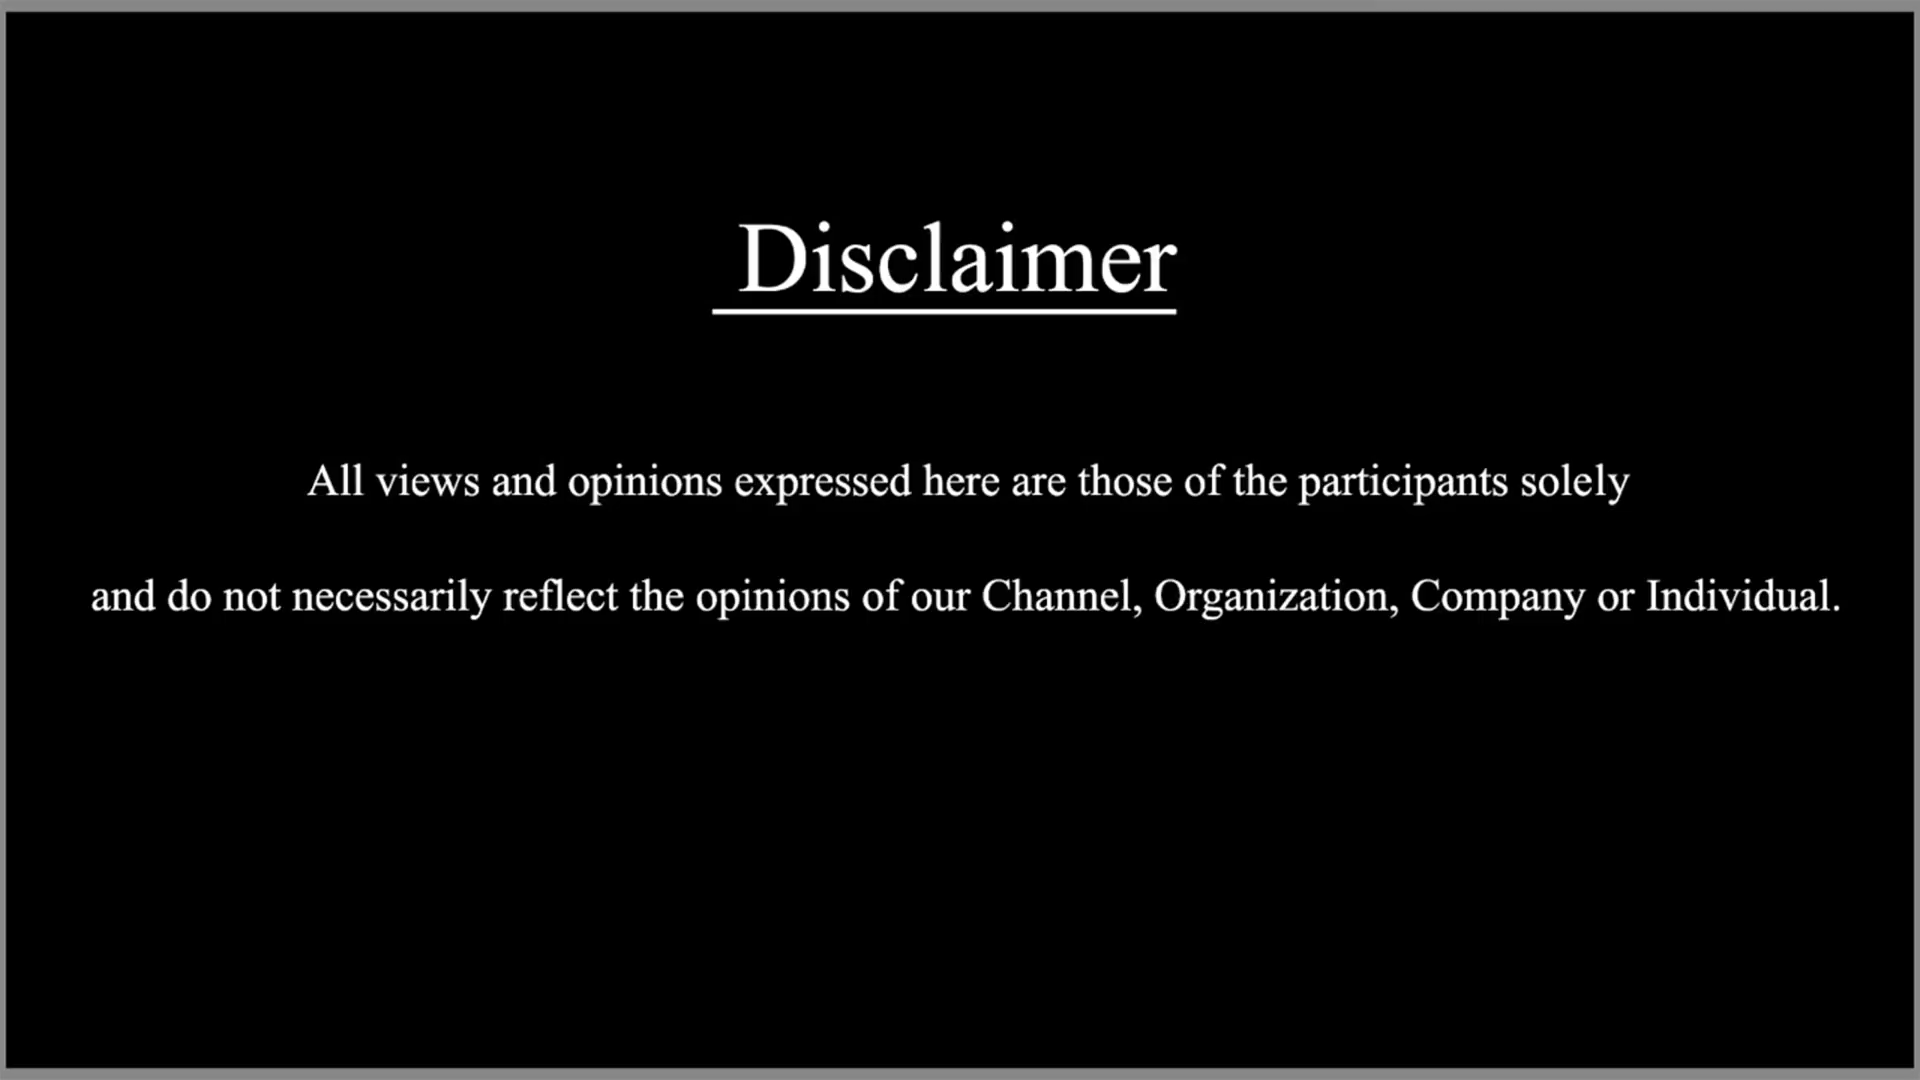 Disclaimer
All views and opinions expressed here are those of the participants solely
and do not necessarily reflect the opinions of our Channel, Organization, Company or Individual.